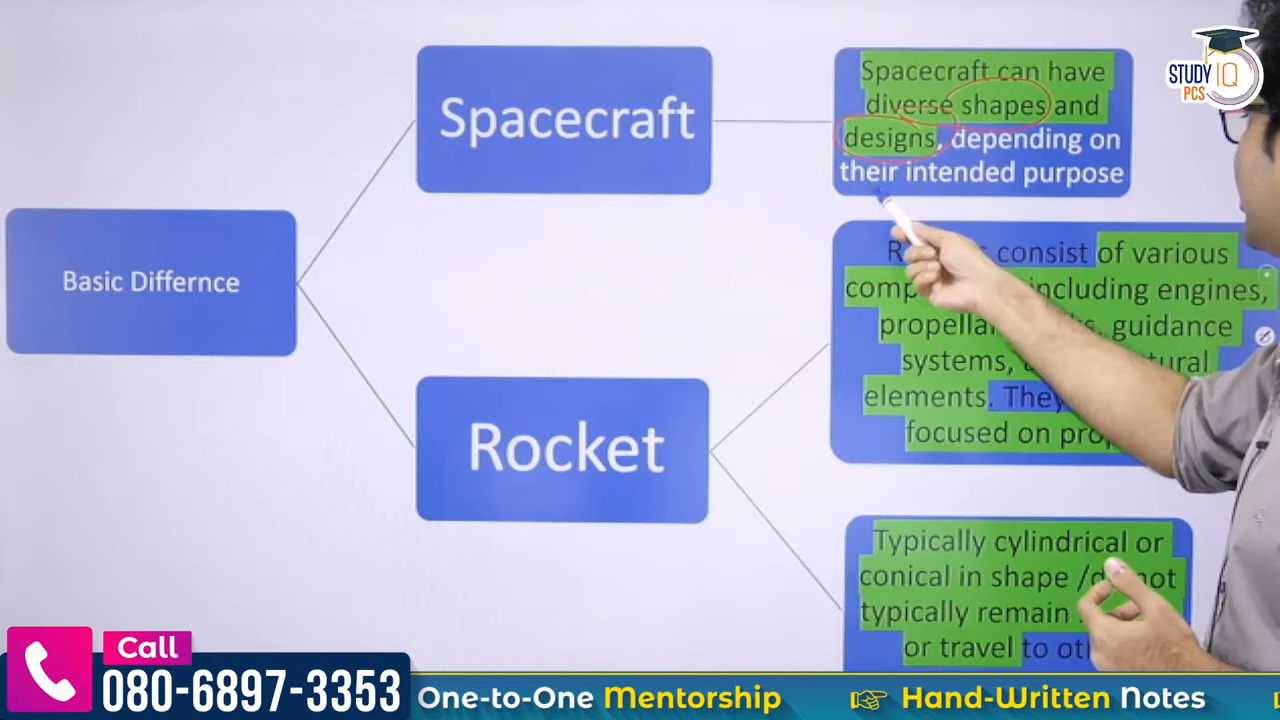 Spacecraft
Spacecraft can have
diverse shapes and
designs, depending on
their intended purpose
STUDY IQ
PCS
Basic Differnce
consist of various
including engines,
guidance
systems,
elements. They
focused on
Rocket
Typically cylindrical or
conical in shape / not
typically remain
or travel to
Call
080-6897-3353
One-to-One Mentorship
Hand-Written Notes